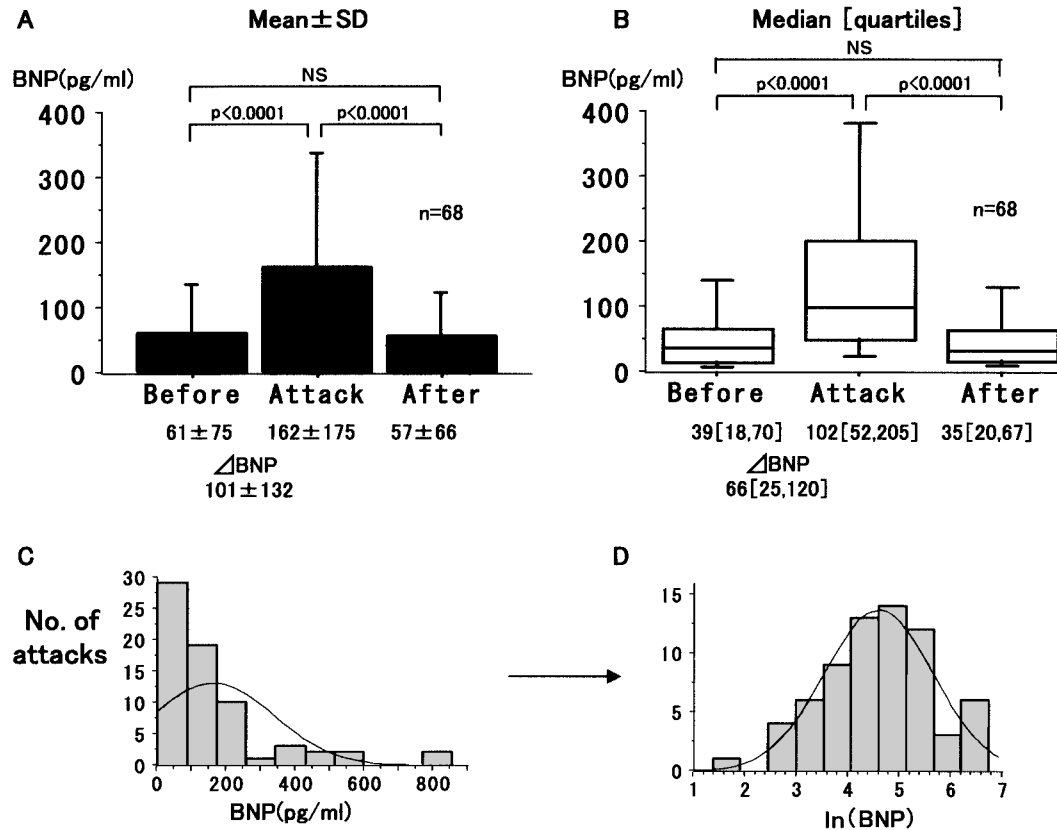 A
Mean±SD
BNP(pg/ml)
NS
p<0.0001
p<0.0001
400
300
200
100
0
n=68
Before
Attack
After
61±75
162±175
57±66
⊿BNP
101±132
B
Median [quartiles]
BNP(pg/ml)
NS
p<0.0001
p<0.0001
400
300
200
100
0
n=68
Before
Attack
After
39[18,70]
102[52,205]
35[20,67]
⊿BNP
66[25,120]
C
No. of
attacks
30
25
20
15
10
5
0
0 200 400 600 800
BNP(pg/ml)
D
15
10
5
0
1 2 3 4 5 6 7
ln(BNP)